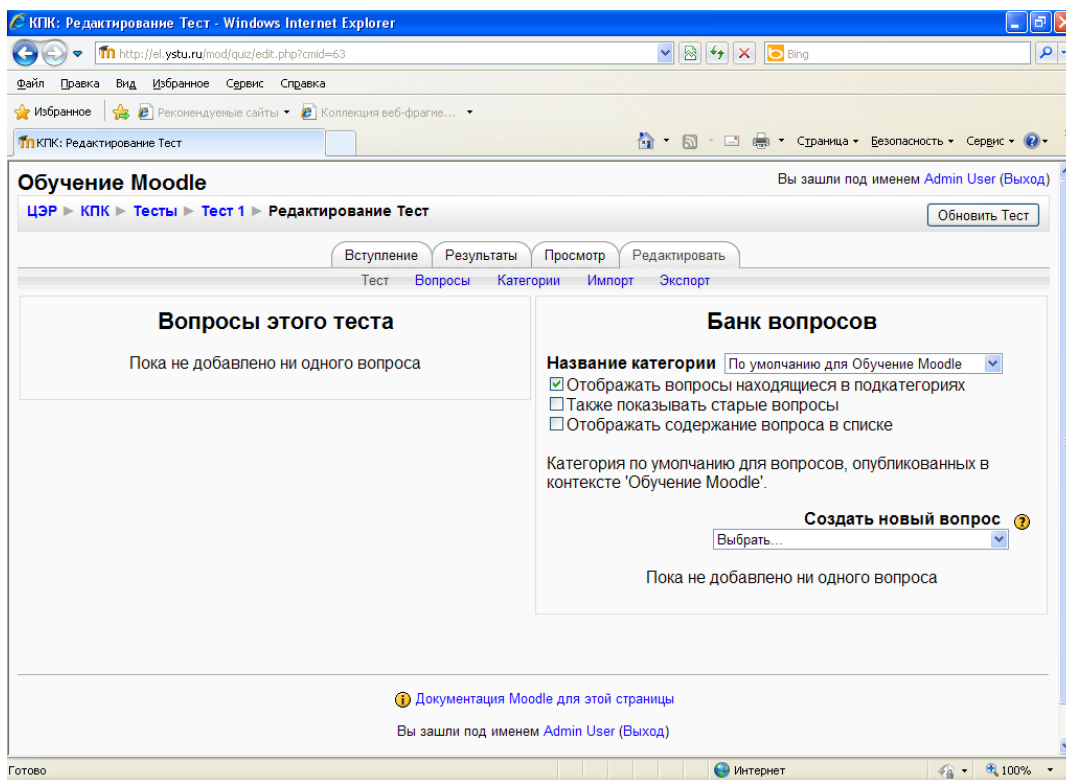 КПК: Редактирование Тест - Windows Internet Explorer
http://el.ystu.ru/mod/quiz/edit.php?cmid=63
Bing
Файл Правка Вид Избранное Сервис Справка
Избранное Рекомендуемые сайты Коллекция веб-фрагме...
КПК: Редактирование Тест
Страница Безопасность Сервис
Обучение Moodle
Вы зашли под именем Admin User (Выход)
ЦЭР ► КПК ► Тесты ► Тест 1 ► Редактирование Тест
Обновить Тест
Вступление Результаты Просмотр Редактировать
Тест Вопросы Категории Импорт Экспорт
Вопросы этого теста
Пока не добавлено ни одного вопроса
Банк вопросов
Название категории По умолчанию для Обучение Moodle
Отображать вопросы находящиеся в подкатегориях
Также показывать старые вопросы
Отображать содержание вопроса в списке
Категория по умолчанию для вопросов, опубликованных в
контексте 'Обучение Moodle'.
Создать новый вопрос
Выбрать...
Пока не добавлено ни одного вопроса
Документация Moodle для этой страницы
Вы зашли под именем Admin User (Выход)
Готово
Интернет
100%